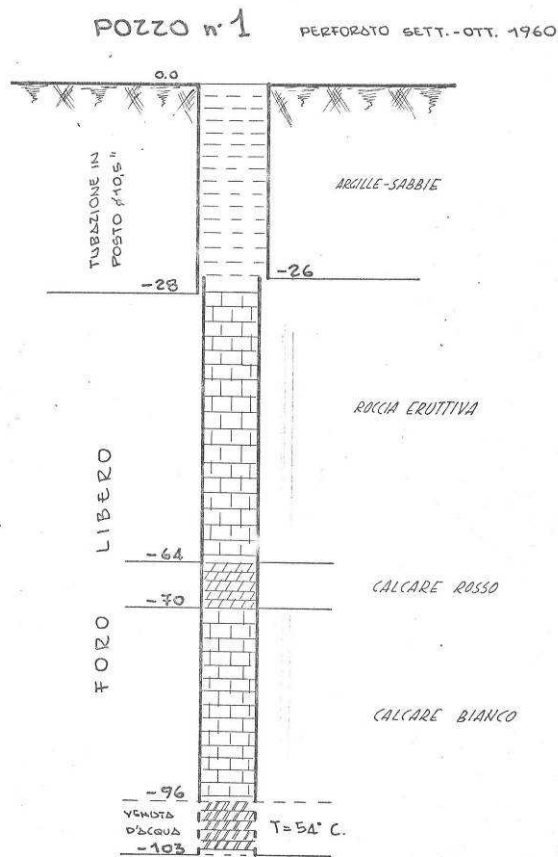 POZZO n· 1
PERFORATO SETT.-OTT. 1960
0.0
TUBAZIONE IN
POSTO ø10,5"
ARGILLE-SABBIE
-26
-28
ROCCIA ERUTTIVA
FORO LIBERO
-64
CALCARE ROSSO
-70
CALCARE BIANCO
-96
VENUTA
D'ACQUA
T=54° C.
-103